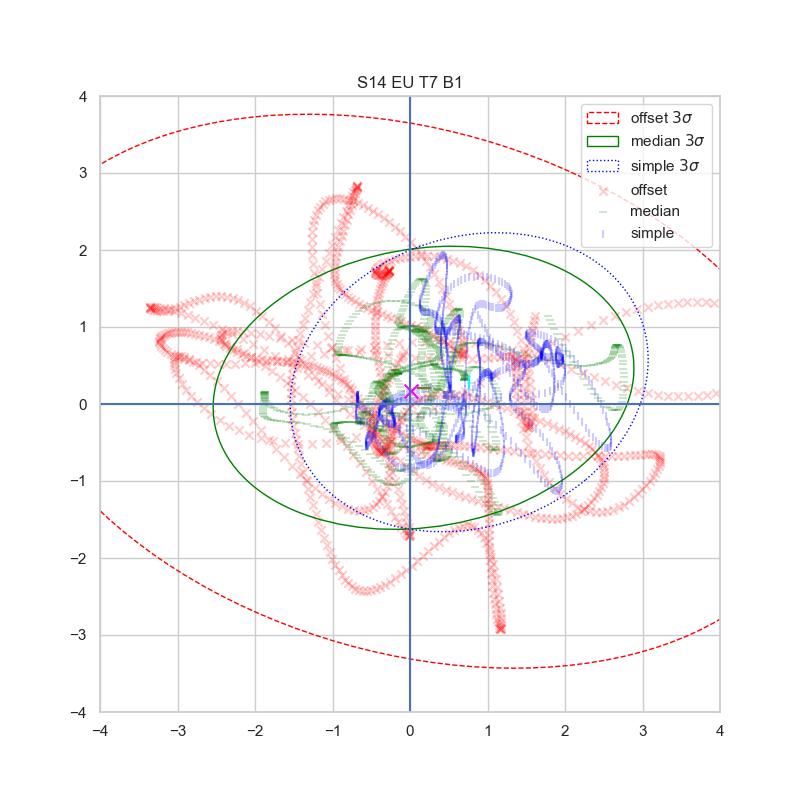 S14 EU T7 B1
offset 3σ
median 3σ
simple 3σ
offset
median
simple
4
3
2
1
0
−1
−2
−3
−4
−4 −3 −2 −1 0 1 2 3 4